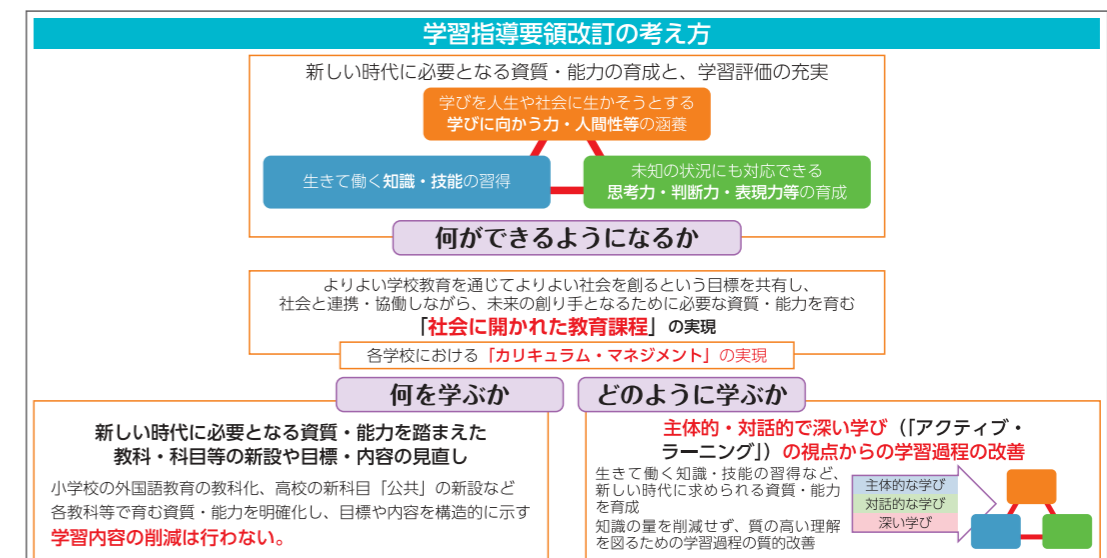 学習指導要領改訂の考え方
新しい時代に必要となる資質・能力の育成と、学習評価の充実
学びを人生や社会に生かそうとする
学びに向かう力・人間性等の涵養
生きて働く知識・技能の習得
未知の状況にも対応できる
思考力・判断力・表現力等の育成
何ができるようになるか
よりよい学校教育を通じてよりよい社会を創るという目標を共有し、
社会と連携・協働しながら、未来の創り手となるために必要な資質・能力を育む
「社会に開かれた教育課程」の実現
各学校における「カリキュラム・マネジメント」の実現
何を学ぶか
新しい時代に必要となる資質・能力を踏まえた
教科・科目等の新設や目標・内容の見直し
小学校の外国語教育の教科化、高校の新科目「公共」の新設など
各教科等で育む資質・能力を明確化し、目標や内容を構造的に示す
学習内容の削減は行わない。
どのように学ぶか
主体的・対話的で深い学び（「アクティブ・
ラーニング」）の視点からの学習過程の改善
生きて働く知識・技能の習得など、
新しい時代に求められる資質・能力
を育成
知識の量を削減せず、質の高い理解
を図るための学習過程の質的改善
主体的な学び
対話的な学び
深い学び